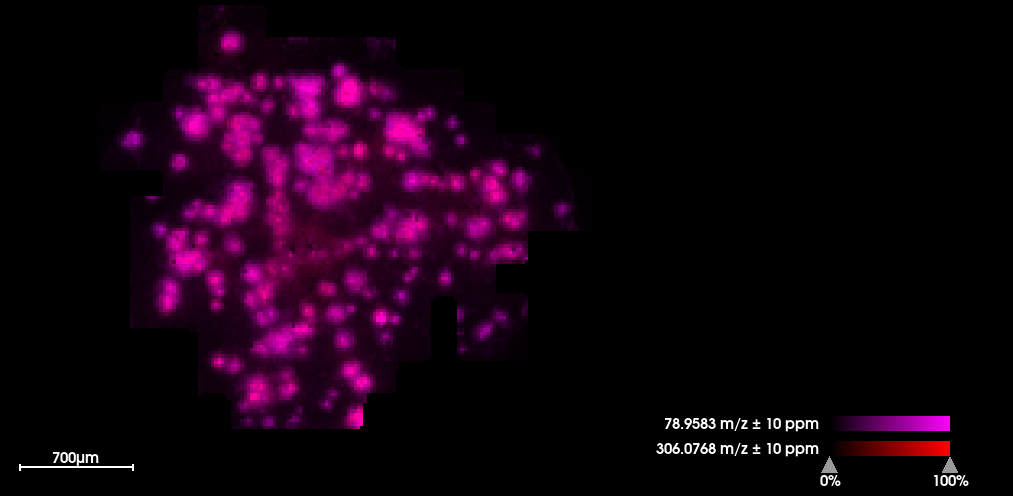 78.9583 m/z ± 10 ppm
306.0768 m/z ± 10 ppm
700µm
0% 100%